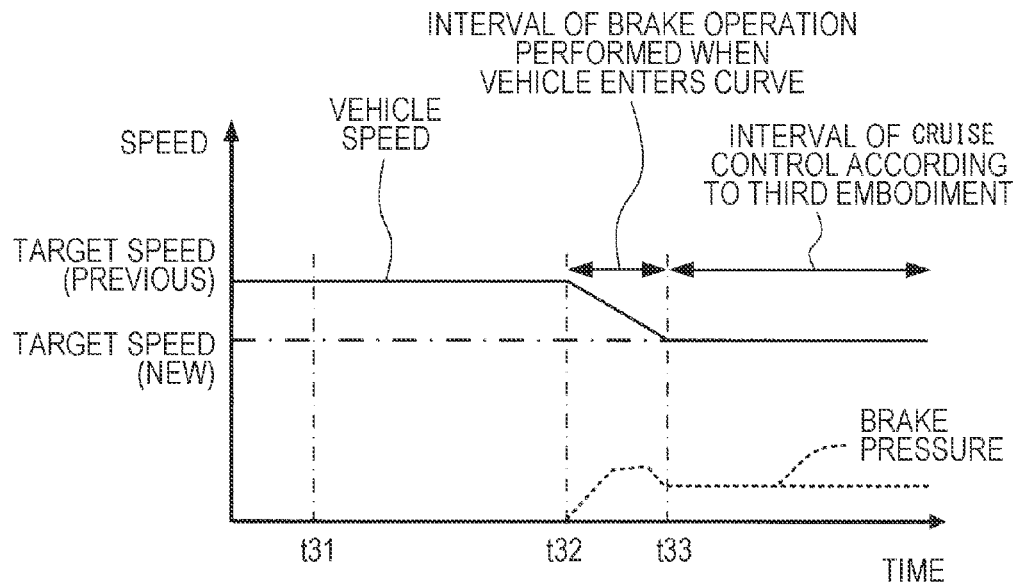 INTERVAL OF BRAKE OPERATION
PERFORMED WHEN
VEHICLE ENTERS CURVE
VEHICLE
SPEED
SPEED
INTERVAL OF CRUISE
CONTROL ACCORDING
TO THIRD EMBODIMENT
TARGET SPEED
(PREVIOUS)
TARGET SPEED
(NEW)
BRAKE
PRESSURE
t31
t32
t33
TIME